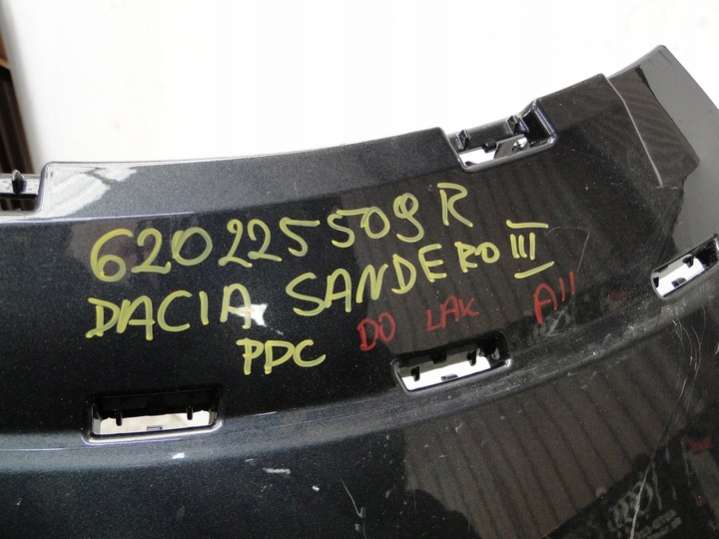 620225509R
DACIA SANDERO III
PDC DO LAK A11